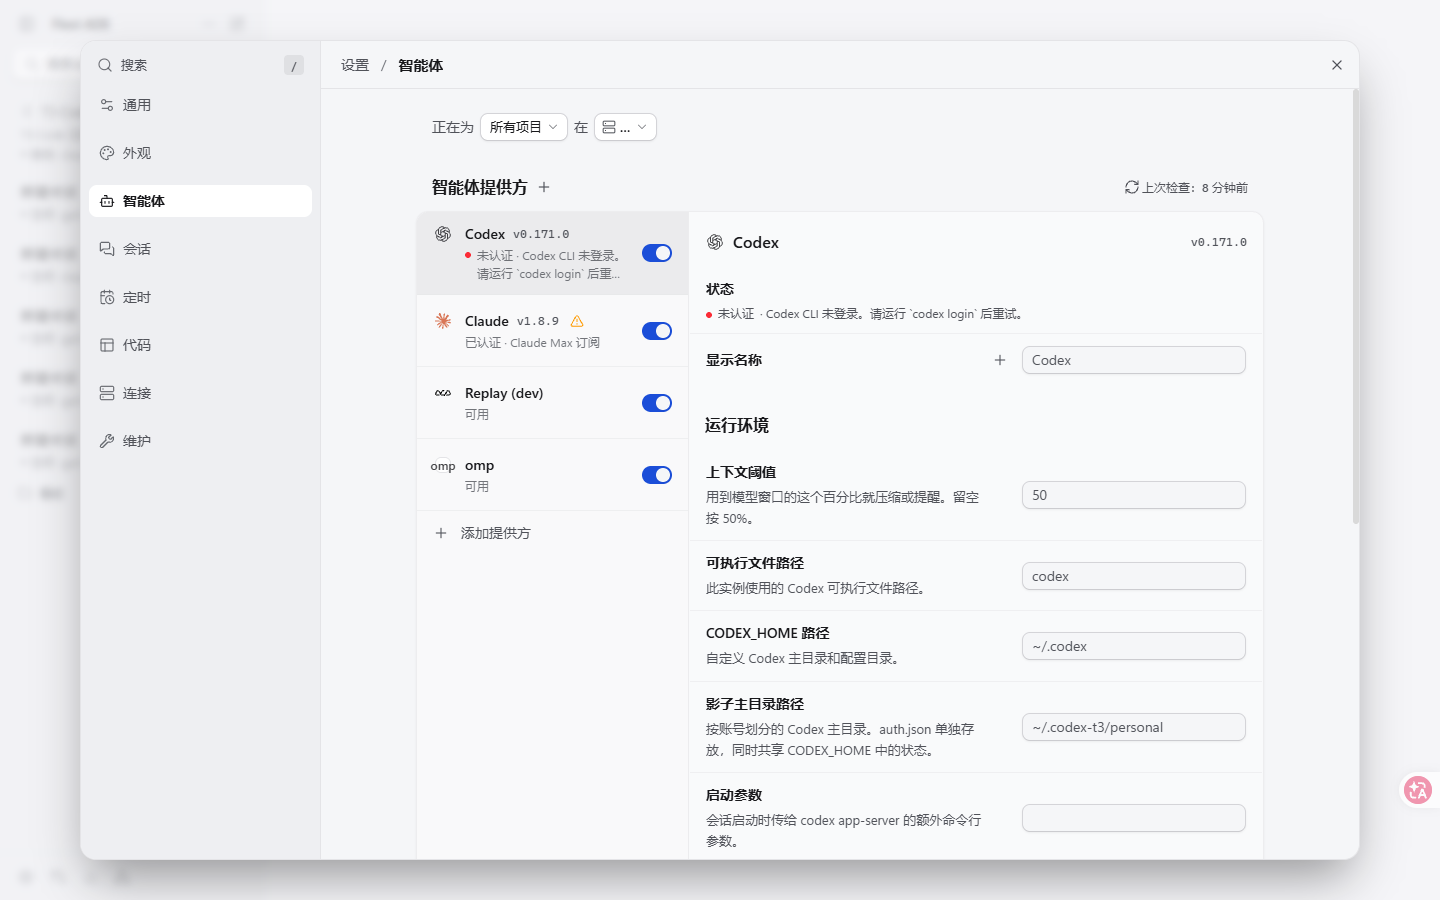 搜索
/
通用
外观
智能体
会话
定时
代码
连接
维护
设置 / 智能体
正在为 所有项目 在 ...
智能体提供方
上次检查：8 分钟前
Codex v0.171.0
未认证 · Codex CLI 未登录。
请运行 `codex login` 后重...
Claude v1.8.9
已认证 · Claude Max 订阅
Replay (dev)
可用
omp omp
可用
添加提供方
Codex v0.171.0
状态
未认证 · Codex CLI 未登录。请运行 `codex login` 后重试。
显示名称 Codex
运行环境
上下文阈值
用到模型窗口的这个百分比就压缩或提醒。留空
按 50%。
50
可执行文件路径
此实例使用的 Codex 可执行文件路径。
codex
CODEX_HOME 路径
自定义 Codex 主目录和配置目录。
~/.codex
影子主目录路径
按账号划分的 Codex 主目录。auth.json 单独存
放，同时共享 CODEX_HOME 中的状态。
~/.codex-t3/personal
启动参数
会话启动时传给 codex app-server 的额外命令行
参数。